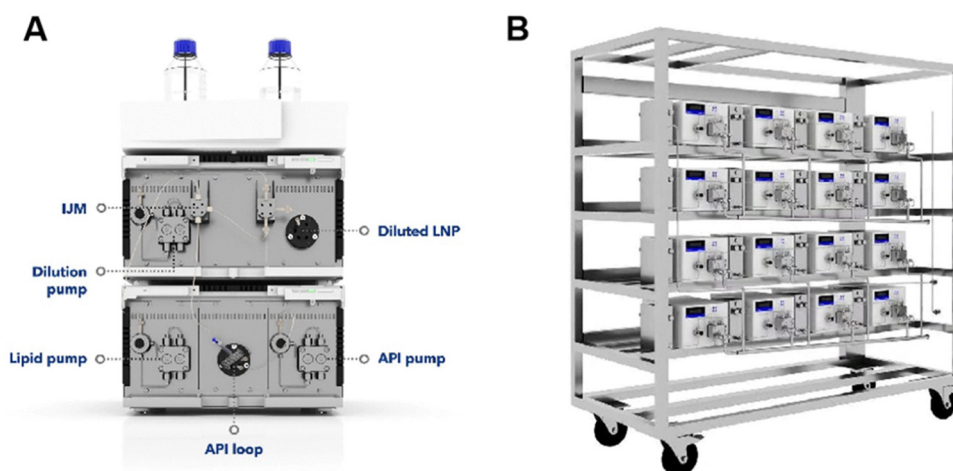 A
B
IJM
Diluted LNP
Dilution
pump
Lipid pump
API pump
API loop